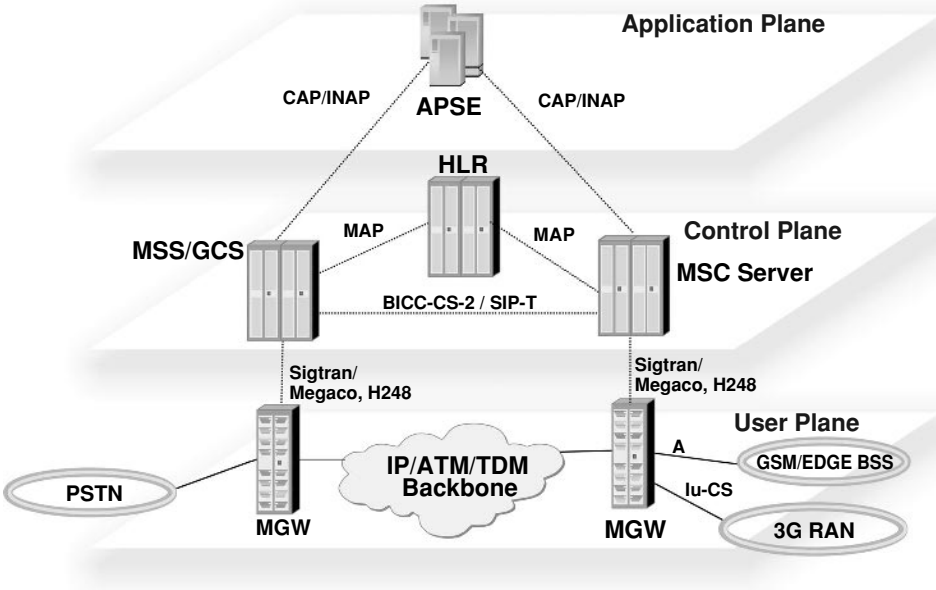 Application Plane
CAP/INAP
CAP/INAP
APSE
HLR
MAP
MAP
Control Plane
MSS/GCS
MSC Server
BICC-CS-2 / SIP-T
Sigtran/
Megaco, H248
Sigtran/
Megaco, H248
User Plane
A
GSM/EDGE BSS
IP/ATM/TDM
Backbone
PSTN
Iu-CS
MGW
MGW
3G RAN